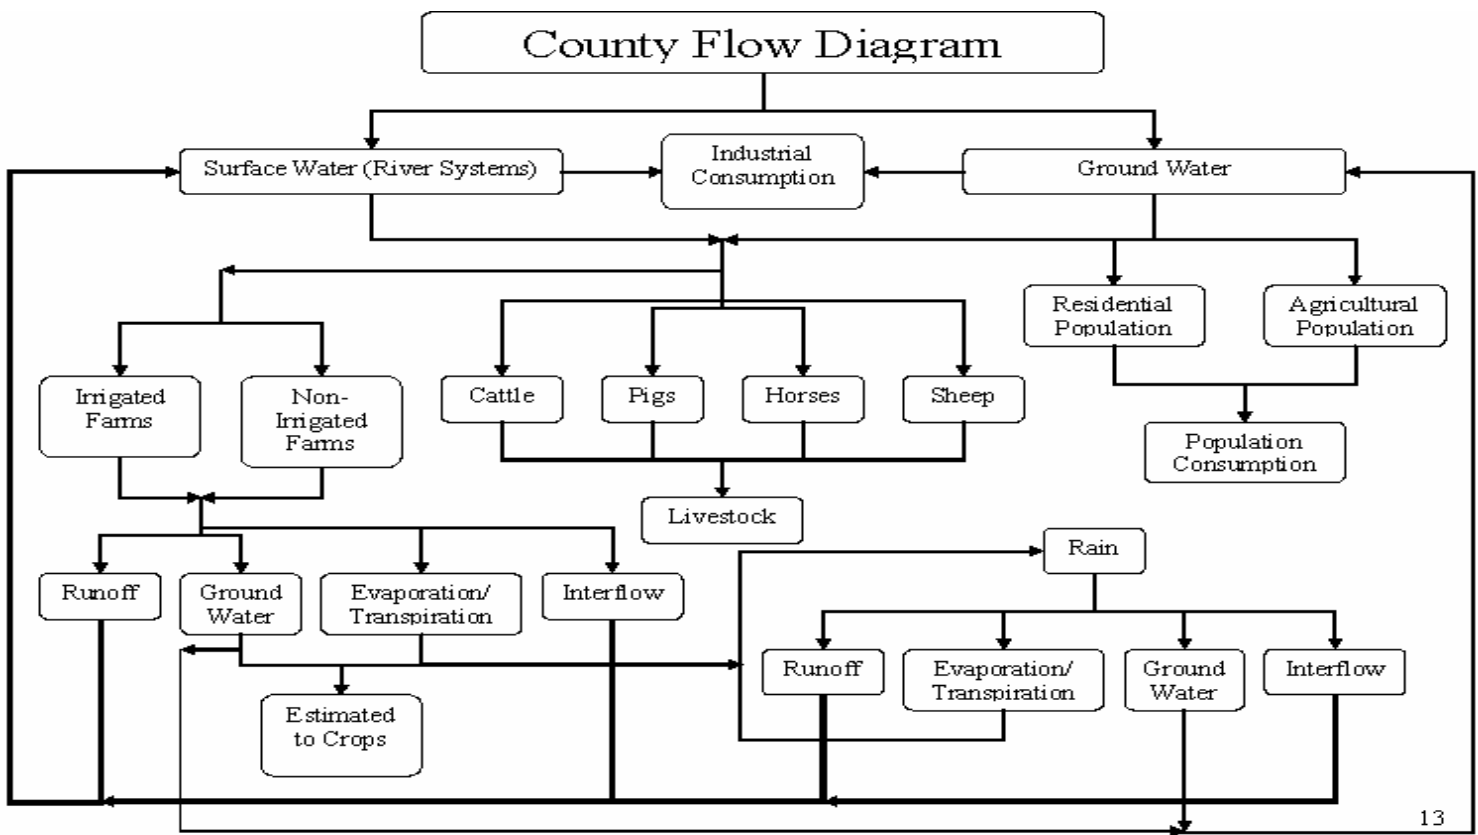 County Flow Diagram
Surface Water (River Systems)
Industrial
Consumption
Ground Water
Residential
Population
Agricultural
Population
Irrigated
Farms
Non-
Irrigated
Farms
Cattle
Pigs
Horses
Sheep
Population
Consumption
Livestock
Rain
Runoff
Ground
Water
Evaporation/
Transpiration
Interflow
Runoff
Evaporation/
Transpiration
Ground
Water
Interflow
Estimated
to Crops
13